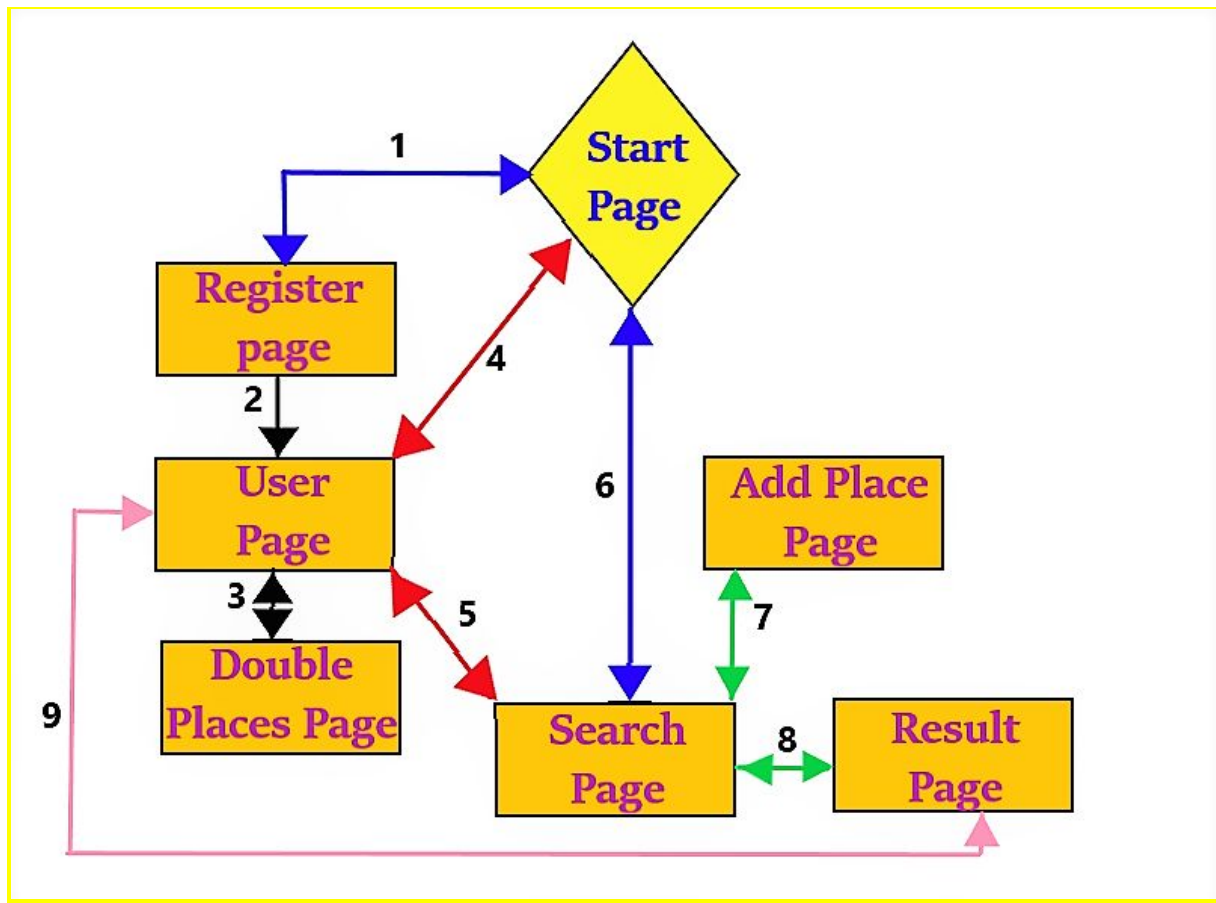 Start
Page
1
Register
page
2
4
User
Page
6
Add Place
Page
3
5
7
Double
Places Page
9
Search
Page
8
Result
Page